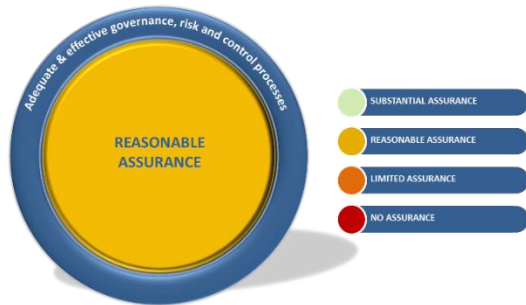 Adequate & effective governance, risk and control processes
REASONABLE
ASSURANCE
SUBSTANTIAL ASSURANCE
REASONABLE ASSURANCE
LIMITED ASSURANCE
NO ASSURANCE